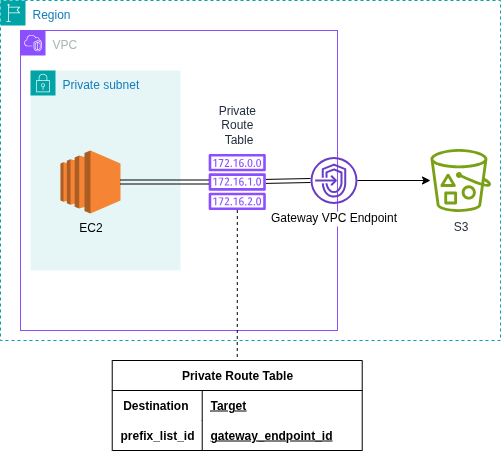 Region
VPC
Private subnet
Private
Route
Table
172.16.0.0
172.16.1.0
172.16.2.0
EC2
Gateway VPC Endpoint
S3
Private Route Table
Destination Target
prefix_list_id gateway_endpoint_id